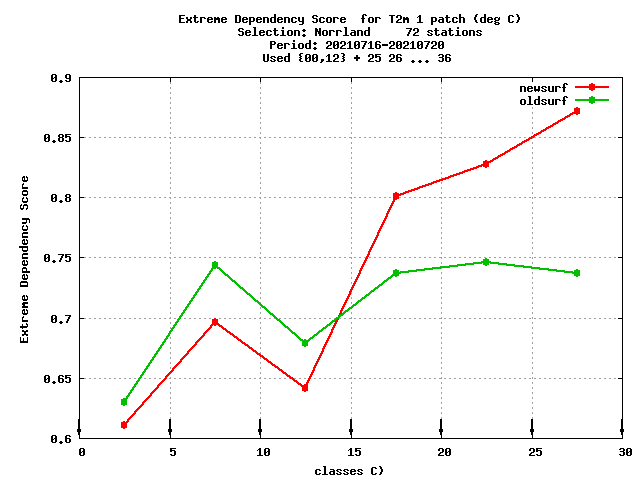 Extreme Dependency Score  for T2m 1 patch (deg C)
Selection: Norrland     72 stations
Period: 20210716-20210720
Used {00,12} + 25 26 ... 36
newsurf
oldsurf
0.9
0.85
0.8
0.75
0.7
0.65
0.6
Extreme Dependency Score
0 5 10 15 20 25 30
classes C)